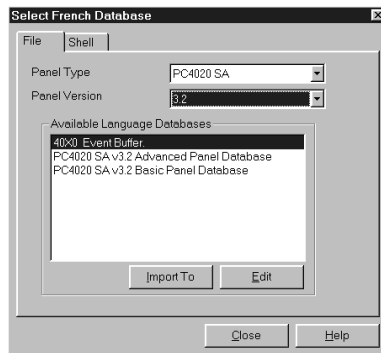 Select French Database
File Shell
Panel Type PC4020 SA
Panel Version 3.2
Available Language Databases
40X0 Event Buffer.
PC4020 SA v3.2 Advanced Panel Database
PC4020 SA v3.2 Basic Panel Database
Import To Edit
Close Help